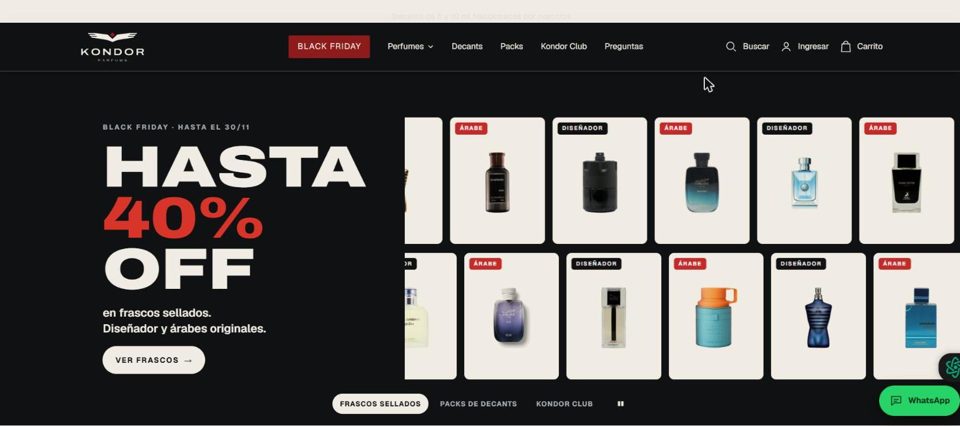 KONDOR
PARFUMS
BLACK FRIDAY
Perfumes
Decants
Packs
Kondor Club
Preguntas
Buscar
Ingresar
Carrito
BLACK FRIDAY · HASTA EL 30/11
HASTA
40%
OFF
en frascos sellados.
Diseñador y árabes originales.
VER FRASCOS →
ÁRABE
DISEÑADOR
ÁRABE
DISEÑADOR
ÁRABE
ÁRABE
DISEÑADOR
ÁRABE
DISEÑADOR
ÁRABE
FRASCOS SELLADOS
PACKS DE DECANTS
KONDOR CLUB
WhatsApp